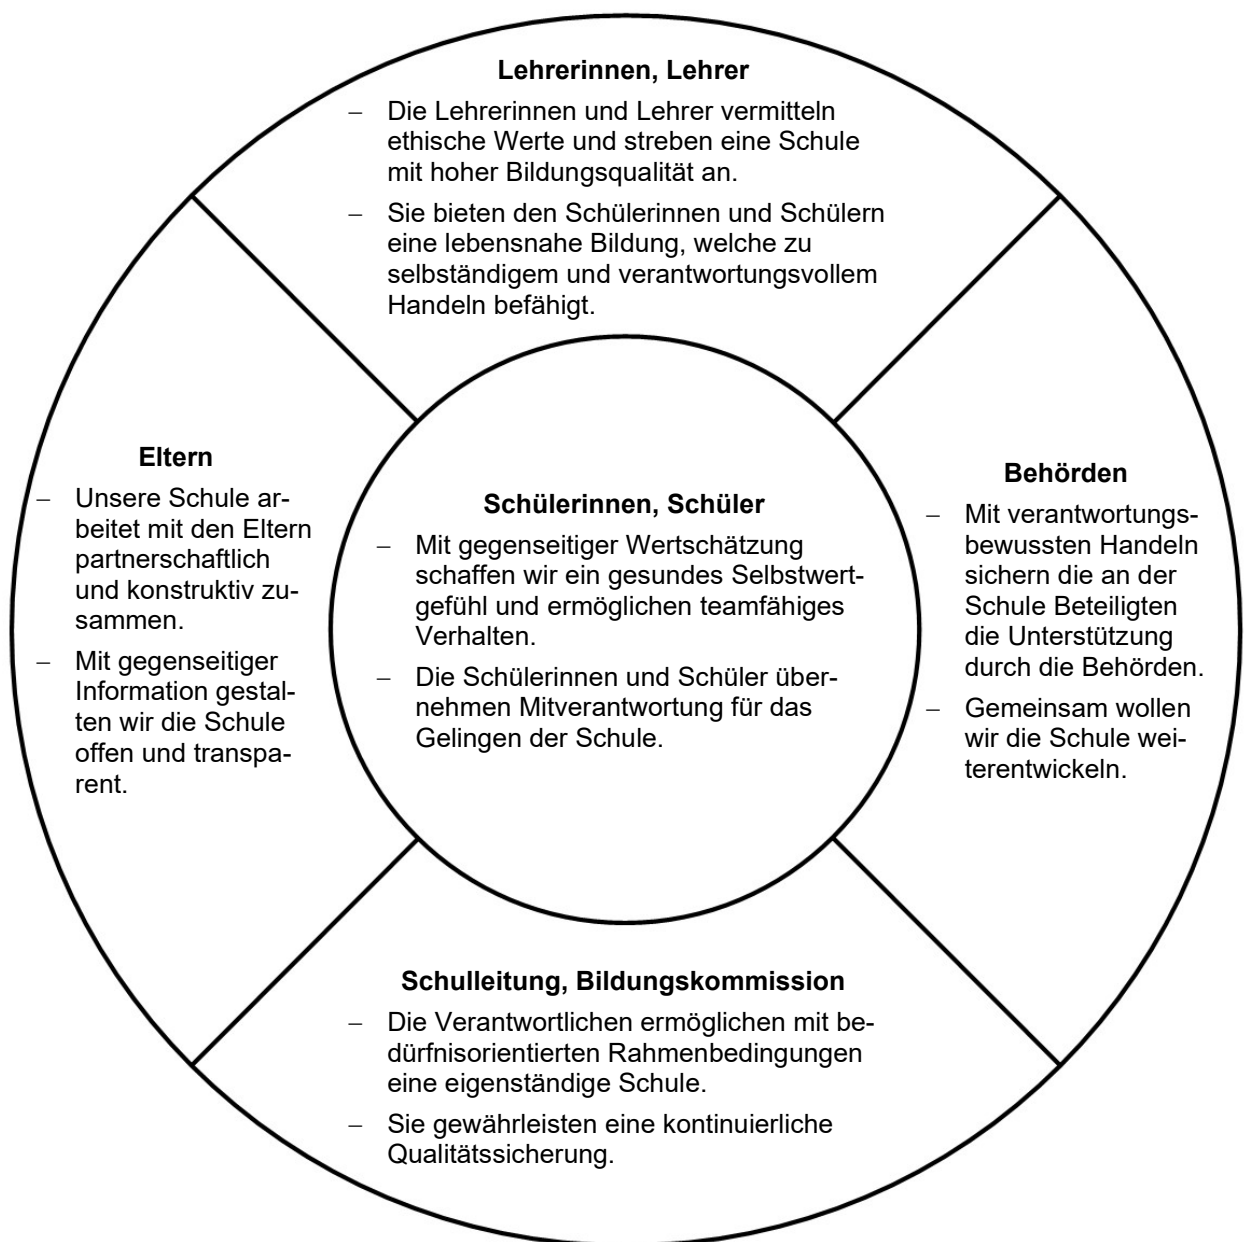 Lehrerinnen, Lehrer
– Die Lehrerinnen und Lehrer vermitteln
ethische Werte und streben eine Schule
mit hoher Bildungsqualität an.
– Sie bieten den Schülerinnen und Schülern
eine lebensnahe Bildung, welche zu
selbständigem und verantwortungsvollem
Handeln befähigt.
Eltern
– Unsere Schule ar-
beitet mit den Eltern
partnerschaftlich
und konstruktiv zu-
sammen.
– Mit gegenseitiger
Information gestal-
ten wir die Schule
offen und transpa-
rent.
Schülerinnen, Schüler
– Mit gegenseitiger Wertschätzung
schaffen wir ein gesundes Selbstwert-
gefühl und ermöglichen teamfähiges
Verhalten.
– Die Schülerinnen und Schüler über-
nehmen Mitverantwortung für das
Gelingen der Schule.
Behörden
– Mit verantwortungs-
bewussten Handeln
sichern die an der
Schule Beteiligten
die Unterstützung
durch die Behörden.
– Gemeinsam wollen
wir die Schule wei-
terentwickeln.
Schulleitung, Bildungskommission
– Die Verantwortlichen ermöglichen mit be-
dürfnisorientierten Rahmenbedingungen
eine eigenständige Schule.
– Sie gewährleisten eine kontinuierliche
Qualitätssicherung.